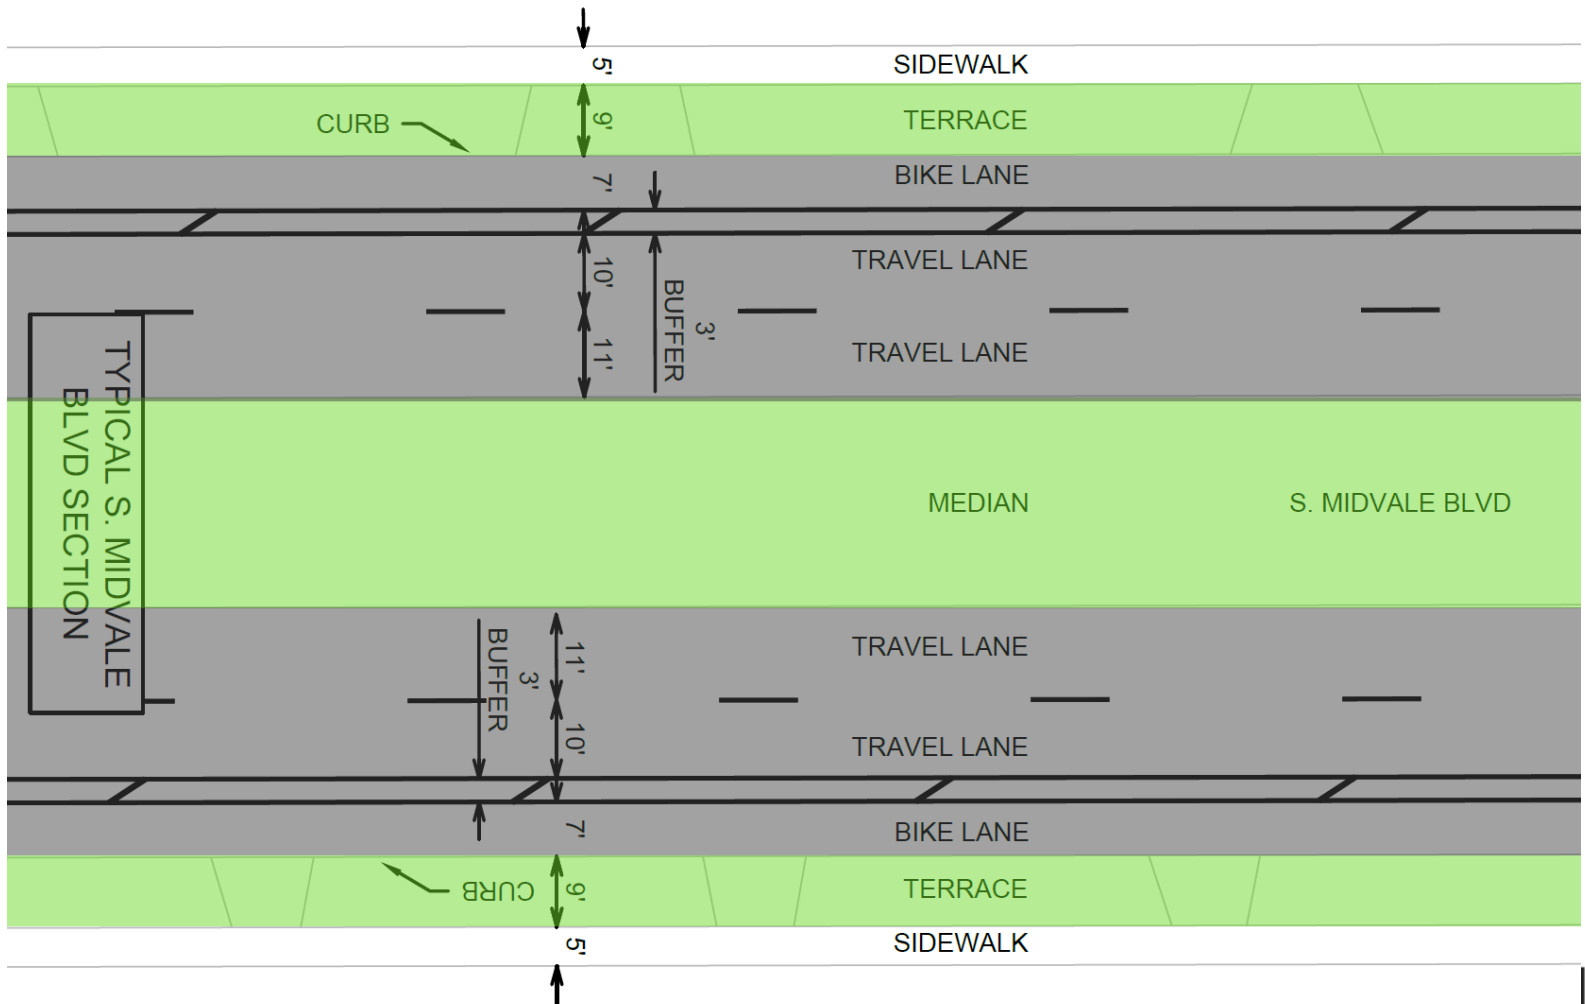 5'
SIDEWALK
9'
CURB
TERRACE
7'
BIKE LANE
10'
TRAVEL LANE
3'
BUFFER
11'
TRAVEL LANE
TYPICAL S. MIDVALE
BLVD SECTION
MEDIAN
S. MIDVALE BLVD
11'
TRAVEL LANE
3'
BUFFER
10'
TRAVEL LANE
7'
BIKE LANE
CURB
9'
TERRACE
5'
SIDEWALK